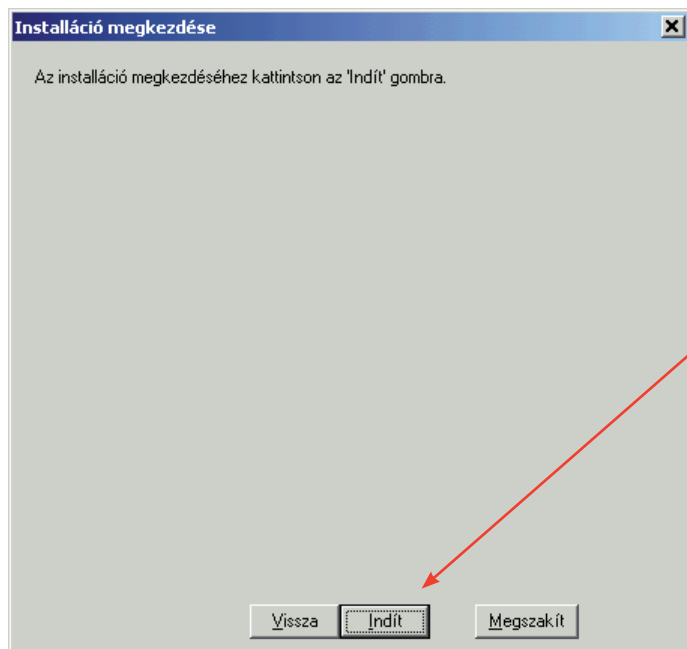 Installáció megkezdése
Az installáció megkezdéséhez kattintson az 'Indít' gombra.
Vissza Indít Megszakít